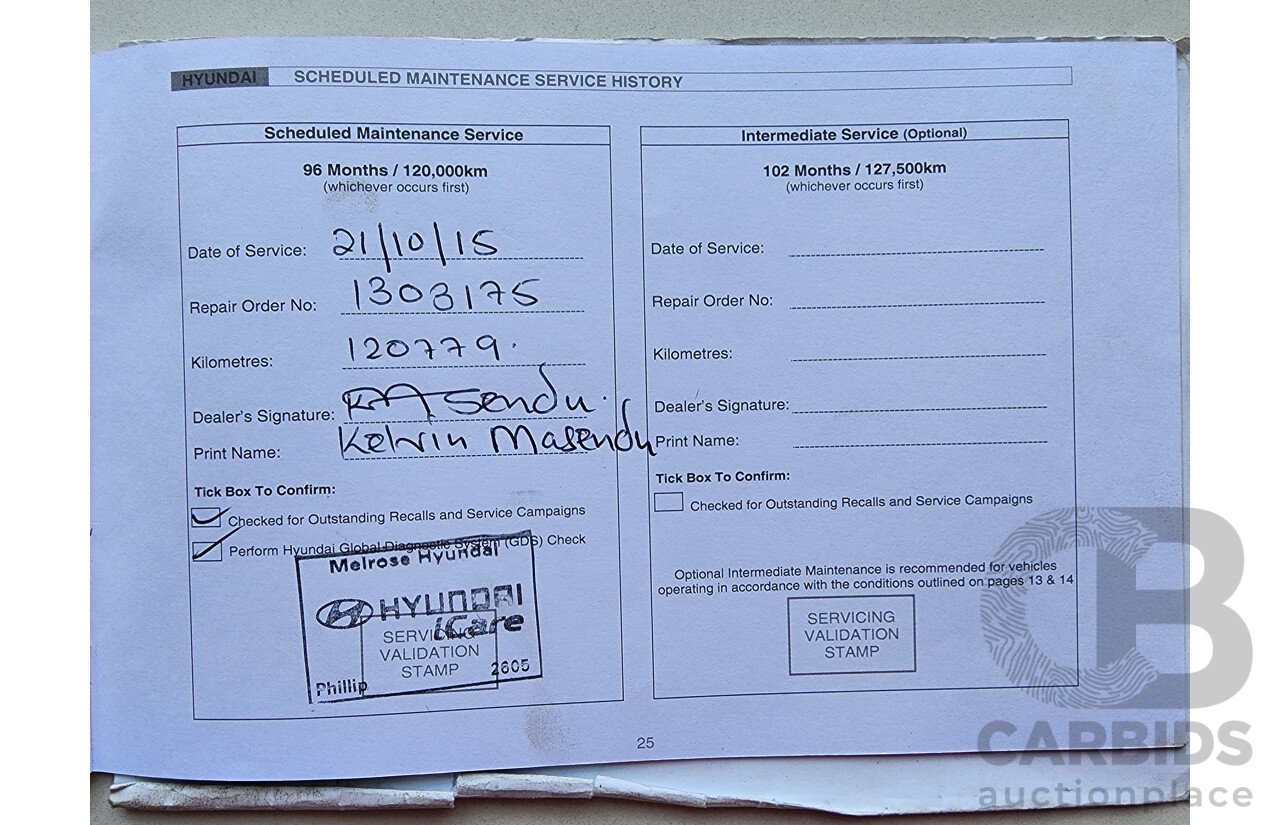 HYUNDAI SCHEDULED MAINTENANCE SERVICE HISTORY
Scheduled Maintenance Service
96 Months / 120,000km
(whichever occurs first)
Date of Service: 21/10/15
Repair Order No: 1303175
Kilometres: 120779.
Dealer's Signature:
Print Name: Kelvin Masendu
Tick Box To Confirm:
Checked for Outstanding Recalls and Service Campaigns
Perform Hyundai Global Diagnostic System (GDS) Check
Melrose Hyundai
HYUNDAI
iCare
SERVICING
VALIDATION
STAMP
Phillip 2605
Intermediate Service (Optional)
102 Months / 127,500km
(whichever occurs first)
Date of Service:
Repair Order No:
Kilometres:
Dealer's Signature:
Print Name:
Tick Box To Confirm:
Checked for Outstanding Recalls and Service Campaigns
Optional Intermediate Maintenance is recommended for vehicles
operating in accordance with the conditions outlined on pages 13 & 14
SERVICING
VALIDATION
STAMP
25
CB
CARBIDS
auctionplace